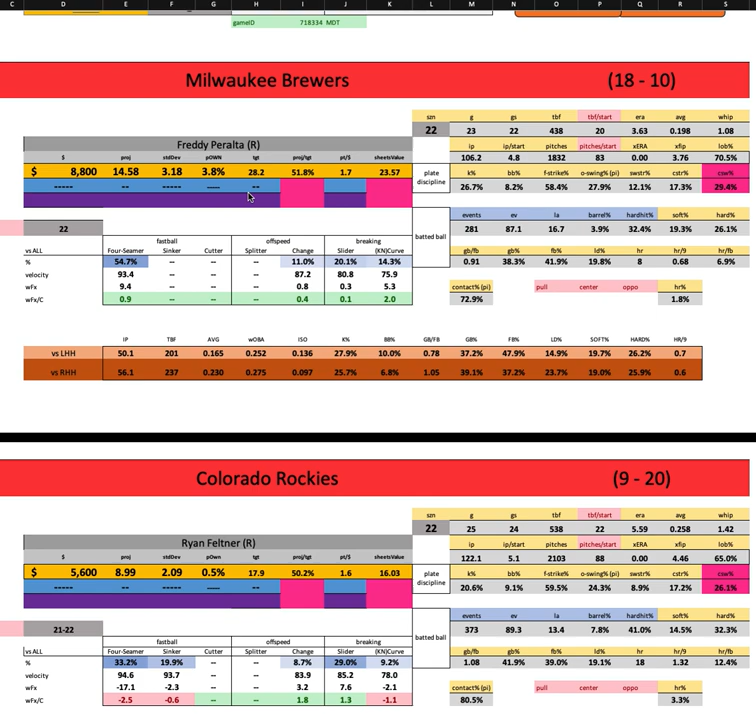 C D E F G H I J K L M N O P Q R S
gameID 718334 MDT
Milwaukee Brewers (18 - 10)
szn g gs tbf tbf/start era avg whip
22 23 22 438 20 3.63 0.198 1.08
Freddy Peralta (R)
ip ip/start pitches pitches/start xERA xfip lob%
$ proj stdDev pOWN tgt proj/tgt pt/$ sheetsValue
106.2 4.8 1832 83 0.00 3.76 70.5%
$ 8,800 14.58 3.18 3.8% 28.2 51.8% 1.7 23.57
plate discipline
k% bb% f-strike% o-swing% (pi) swstr% cstr% csw%
----- -- ---- ---- --
26.7% 8.2% 58.4% 27.9% 12.1% 17.3% 29.4%
events ev la barrel% hardhit% soft% hard%
22
281 87.1 16.7 3.9% 32.4% 19.3% 26.1%
batted ball
fastball offspeed breaking
vs ALL Four-Seamer Sinker Cutter Splitter Change Slider (KN)Curve
gb/fb gb% fb% ld% hr hr/9 hr/fb
% 54.7% -- -- -- 11.0% 20.1% 14.3%
0.91 38.3% 41.9% 19.8% 8 0.68 6.9%
velocity 93.4 -- -- -- 87.2 80.8 75.9
wFx 9.4 -- -- -- 0.8 0.3 5.3
contact% (pi) pull center oppo hr%
wFx/C 0.9 -- -- -- 0.4 0.1 2.0
72.9% 1.8%
IP TBF AVG wOBA ISO K% BB% GB/FB GB% FB% LD% SOFT% HARD% HR/9
vs LHH 50.1 201 0.165 0.252 0.136 27.9% 10.0% 0.78 37.2% 47.9% 14.9% 19.7% 26.2% 0.7
vs RHH 56.1 237 0.230 0.275 0.097 25.7% 6.8% 1.05 39.1% 37.2% 23.7% 19.0% 25.9% 0.6
Colorado Rockies (9 - 20)
szn g gs tbf tbf/start era avg whip
22 25 24 538 22 5.59 0.258 1.42
Ryan Feltner (R)
ip ip/start pitches pitches/start xERA xfip lob%
$ proj stdDev pOwn tgt proj/tgt pt/$ sheetsValue
122.1 5.1 2103 88 0.00 4.46 65.0%
$ 5,600 8.99 2.09 0.5% 17.9 50.2% 1.6 16.03
plate discipline
k% bb% f-strike% o-swing% (pi) swstr% cstr% csw%
----- -- ---- ---- --
20.6% 9.1% 59.5% 24.3% 8.9% 17.2% 26.1%
events ev la barrel% hardhit% soft% hard%
21-22
373 89.3 13.4 7.8% 41.0% 14.5% 32.3%
batted ball
fastball offspeed breaking
vs ALL Four-Seamer Sinker Cutter Splitter Change Slider (KN)Curve
gb/fb gb% fb% ld% hr hr/9 hr/fb
% 33.2% 19.9% -- -- 8.7% 29.0% 9.2%
1.08 41.9% 39.0% 19.1% 18 1.32 12.4%
velocity 94.6 93.7 -- -- 83.9 85.2 78.0
wFx -17.1 -2.3 -- -- 3.2 7.6 -2.1
contact% (pi) pull center oppo hr%
wFx/C -2.5 -0.6 -- -- 1.8 1.3 -1.1
80.5% 3.3%